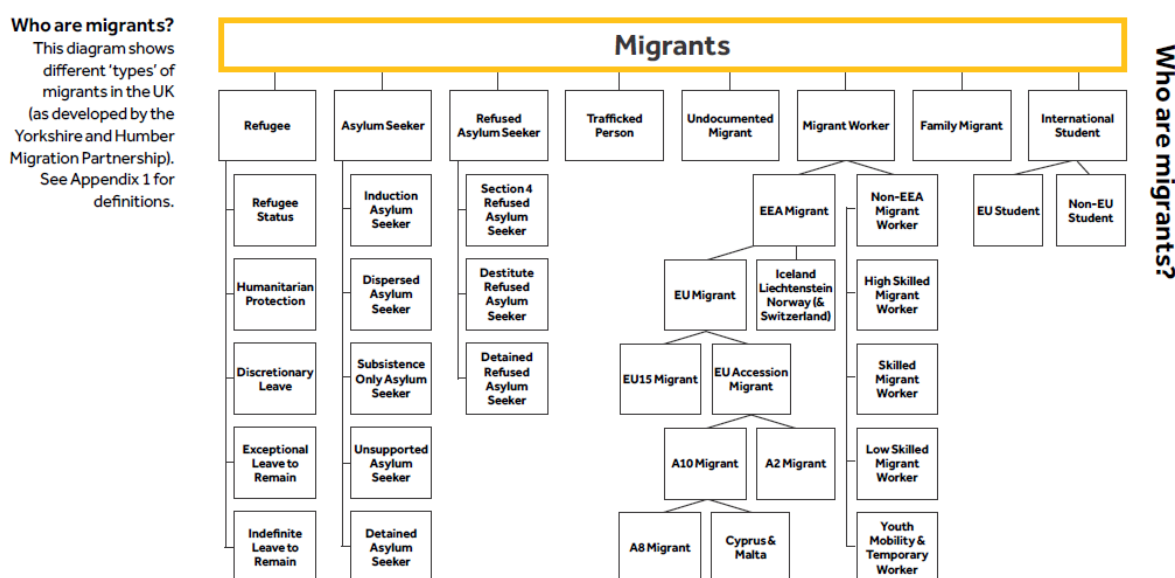 Who are migrants?
This diagram shows
different ‘types’ of
migrants in the UK
(as developed by the
Yorkshire and Humber
Migration Partnership).
See Appendix 1 for
definitions.
Migrants
Refugee
Asylum Seeker
Refused
Asylum Seeker
Trafficked
Person
Undocumented
Migrant
Migrant Worker
Family Migrant
International
Student
Refugee
Status
Induction
Asylum
Seeker
Section 4
Refused
Asylum
Seeker
EEA Migrant
Non-EEA
Migrant
Worker
EU Student
Non-EU
Student
Humanitarian
Protection
Dispersed
Asylum
Seeker
Destitute
Refused
Asylum
Seeker
EU Migrant
Iceland
Liechtenstein
Norway (&
Switzerland)
High Skilled
Migrant
Worker
Discretionary
Leave
Subsistence
Only Asylum
Seeker
Detained
Refused
Asylum
Seeker
EU15 Migrant
EU Accession
Migrant
Skilled
Migrant
Worker
Exceptional
Leave to
Remain
Unsupported
Asylum
Seeker
A10 Migrant
A2 Migrant
Low Skilled
Migrant
Worker
Indefinite
Leave to
Remain
Detained
Asylum
Seeker
A8 Migrant
Cyprus &
Malta
Youth
Mobility &
Temporary
Worker
Who are migrants?